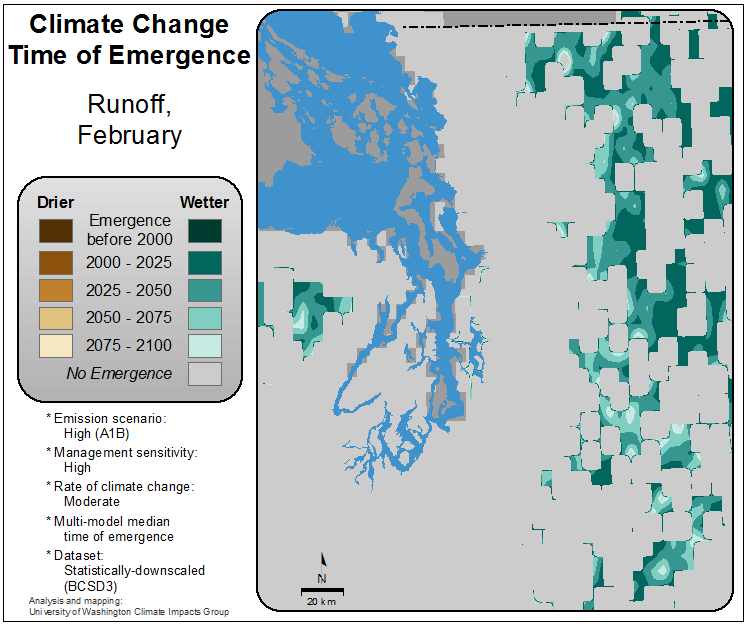 Climate Change
Time of Emergence
Runoff,
February
Drier Wetter
Emergence
before 2000
2000 - 2025
2025 - 2050
2050 - 2075
2075 - 2100
No Emergence
* Emission scenario:
High (A1B)
* Management sensitivity:
High
* Rate of climate change:
Moderate
* Multi-model median
time of emergence
* Dataset:
Statistically-downscaled
(BCSD3)
Analysis and mapping:
University of Washington Climate Impacts Group
N
20 km